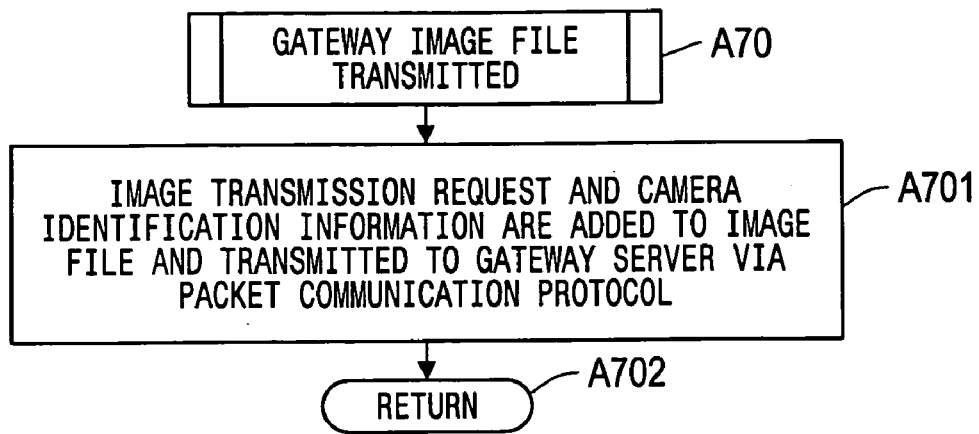 GATEWAY IMAGE FILE
TRANSMITTED
A70
IMAGE TRANSMISSION REQUEST AND CAMERA
IDENTIFICATION INFORMATION ARE ADDED TO IMAGE
FILE AND TRANSMITTED TO GATEWAY SERVER VIA
PACKET COMMUNICATION PROTOCOL
A701
RETURN
A702